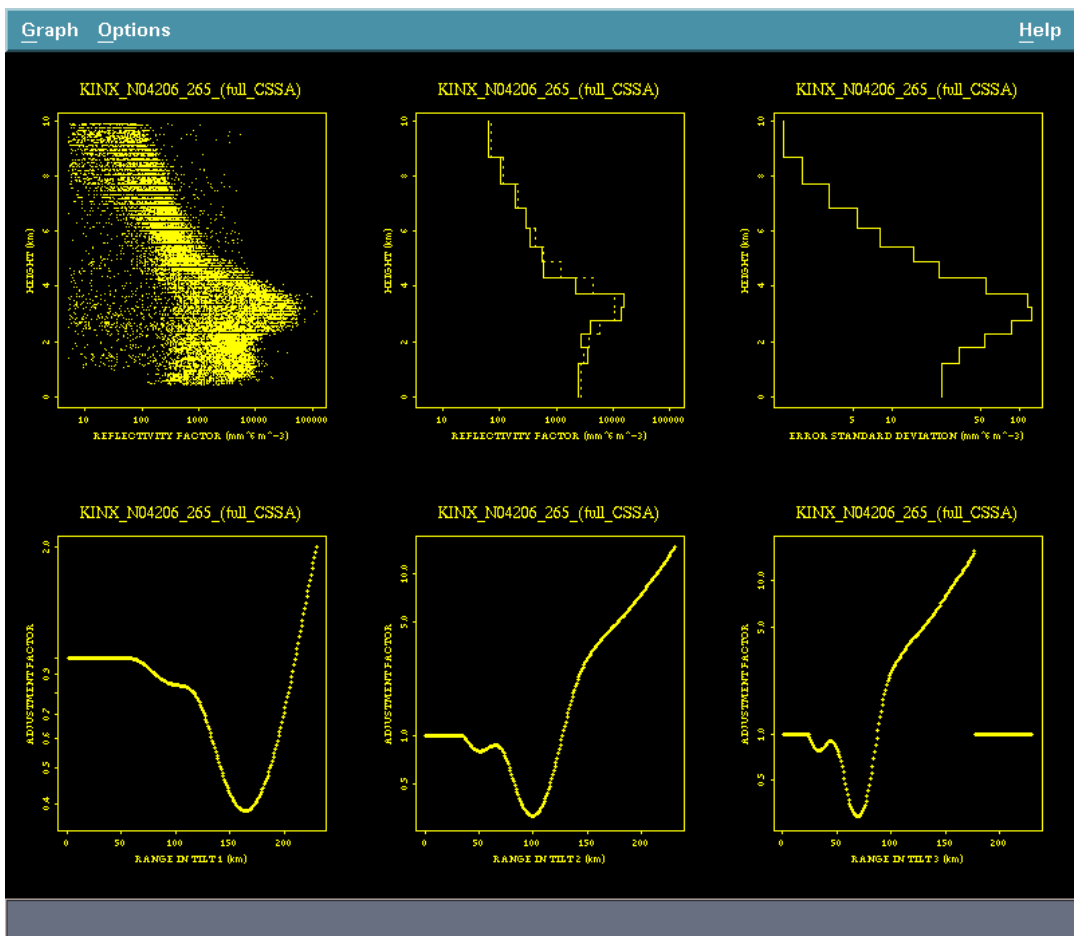 Graph Options Help
KINX_N04206_265_(full_CSSA) KINX_N04206_265_(full_CSSA) KINX_N04206_265_(full_CSSA)
10 10 10
8 8 8
6 6 6
HEIGHT (km) HEIGHT (km) HEIGHT (km)
4 4 4
2 2 2
0 0 0
10 100 1000 10000 100000 10 100 1000 10000 100000 5 10 50 100
REFLECTIVITY FACTOR (mm^6 m^-3) REFLECTIVITY FACTOR (mm^6 m^-3) ERROR STANDARD DEVIATION (mm^6 m^-3)
KINX_N04206_265_(full_CSSA) KINX_N04206_265_(full_CSSA) KINX_N04206_265_(full_CSSA)
2.0 10.0 10.0
5.0 5.0
0.9
ADJUSTMENT FACTOR ADJUSTMENT FACTOR ADJUSTMENT FACTOR
0.7
0.6 1.0 1.0
0.5 0.5 0.5
0.4
0 50 100 150 200 0 50 100 150 200 0 50 100 150 200
RANGE IN TILT 1 (km) RANGE IN TILT 2 (km) RANGE IN TILT 3 (km)